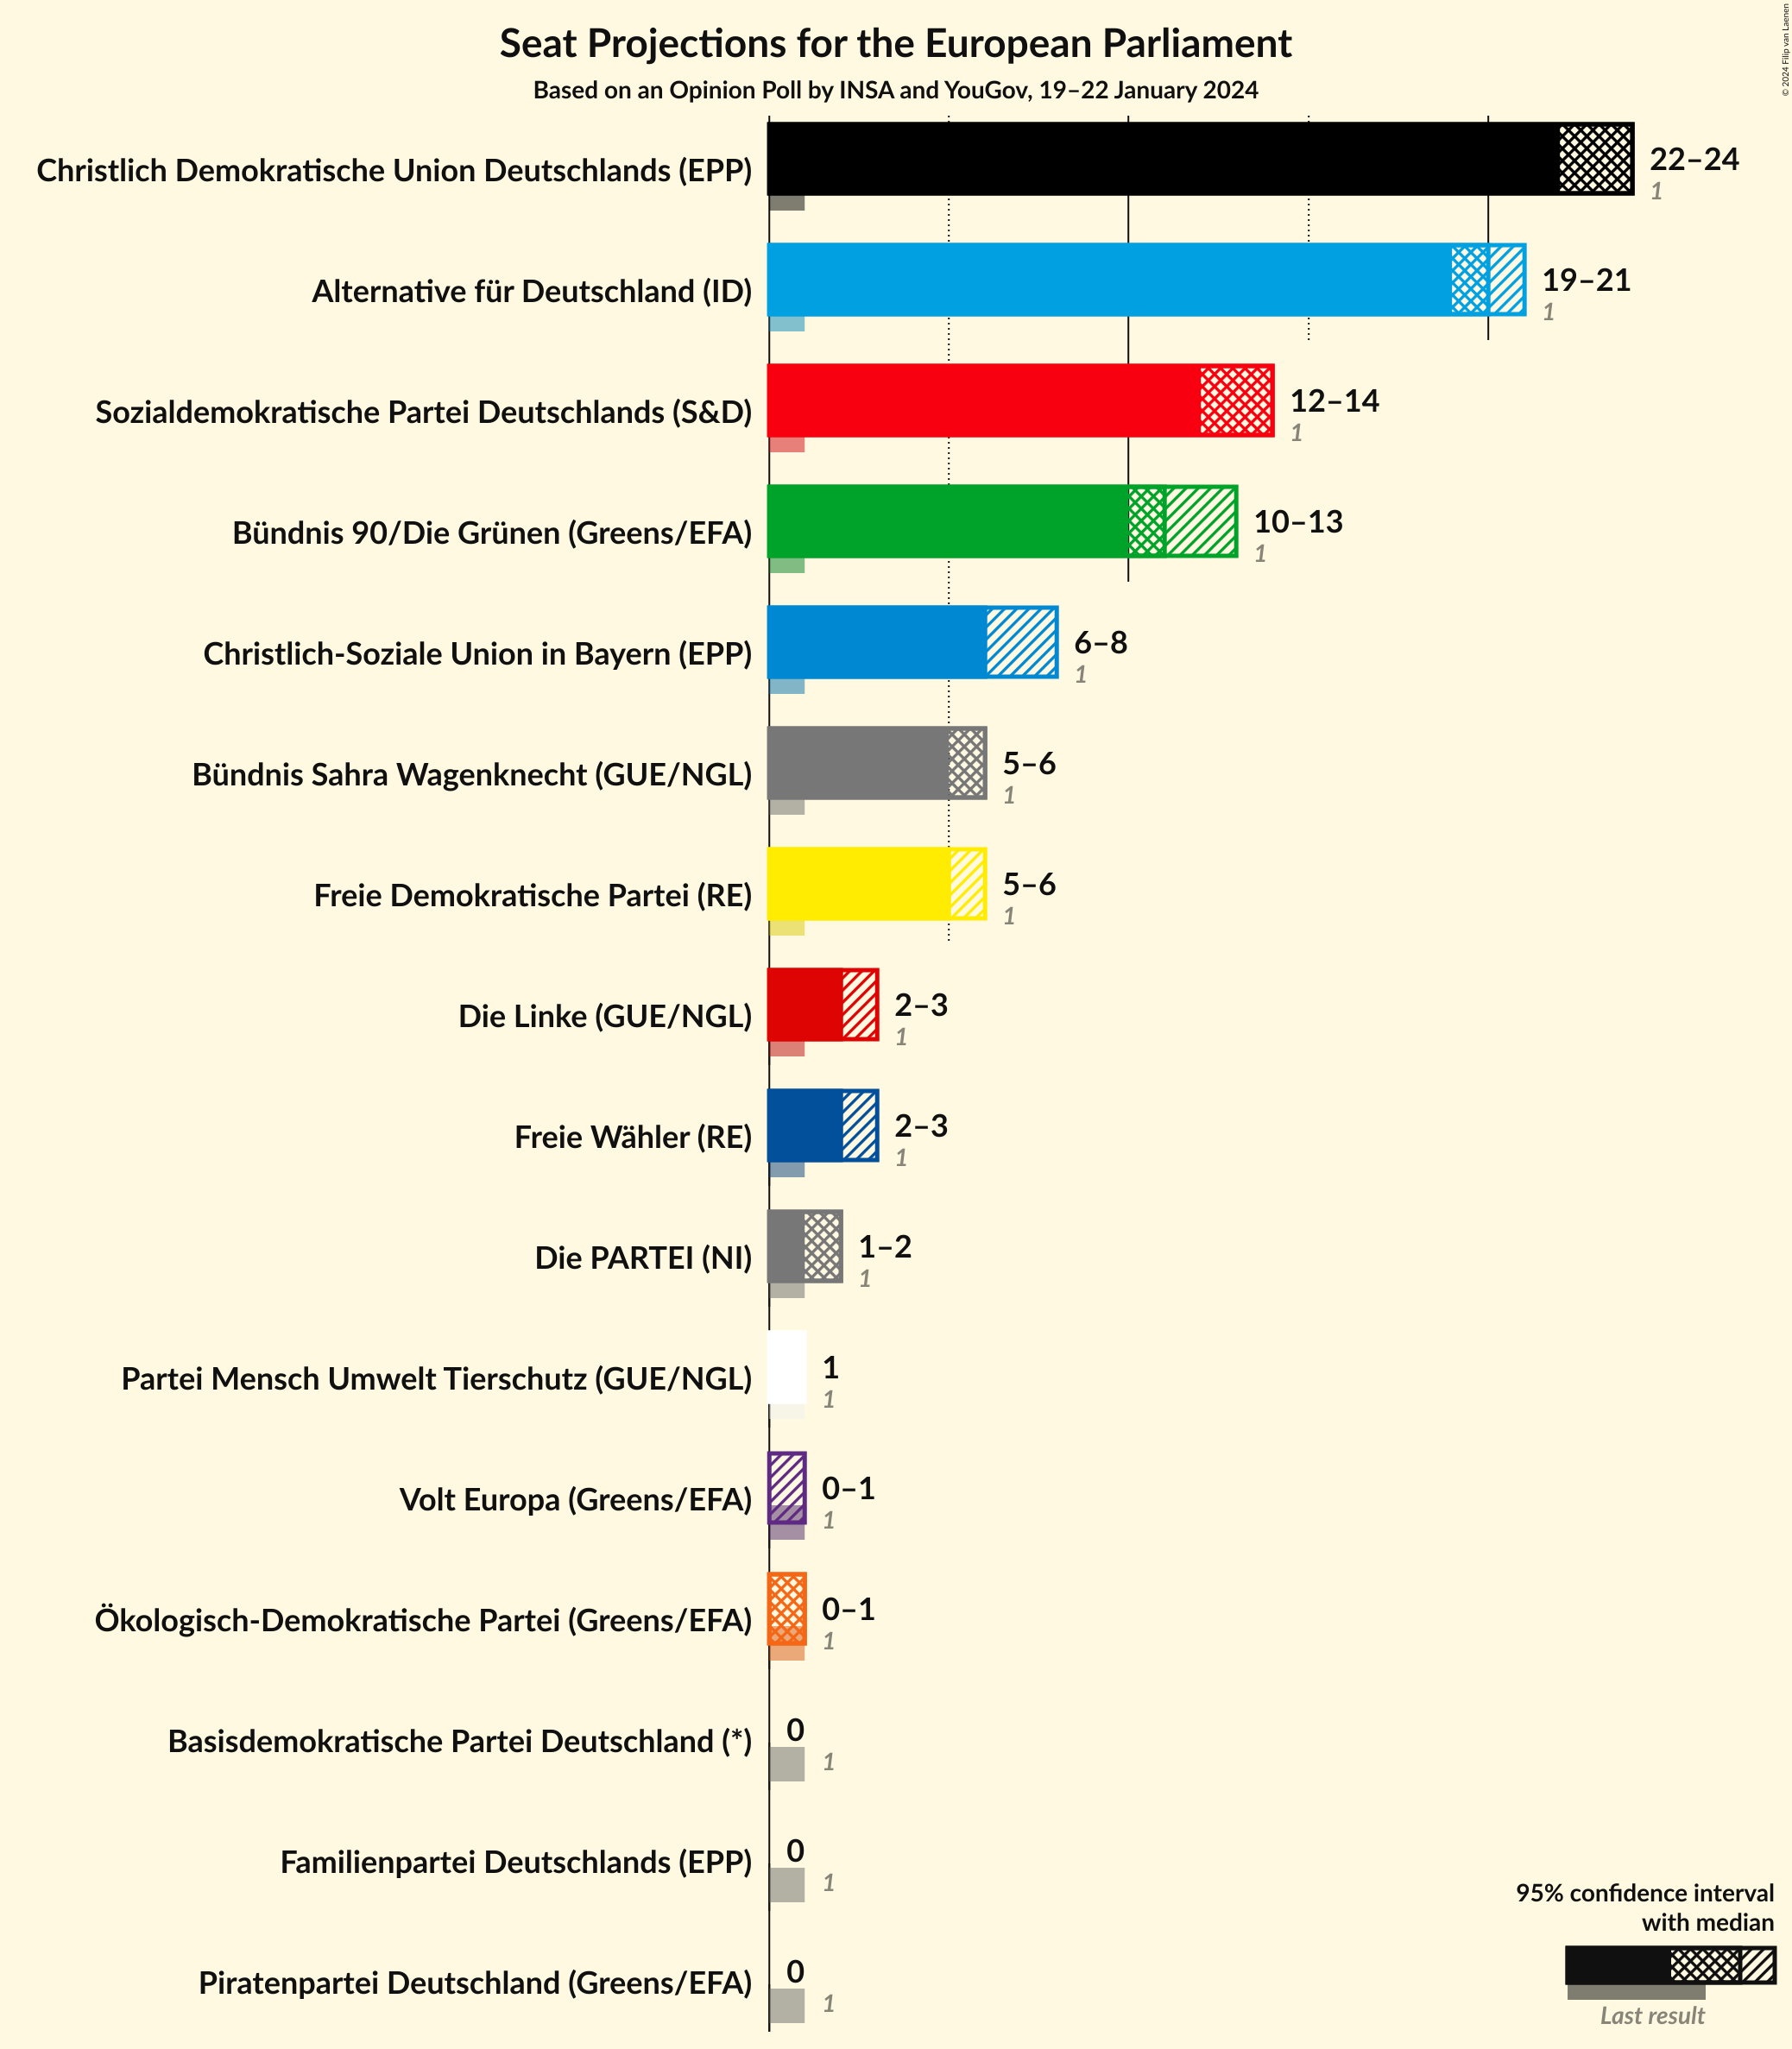 Seat Projections for the European Parliament
Based on an Opinion Poll by INSA and YouGov, 19–22 January 2024
© 2024 Filip van Laenen
Christlich Demokratische Union Deutschlands (EPP)
22–24
1
Alternative für Deutschland (ID)
19–21
1
Sozialdemokratische Partei Deutschlands (S&D)
12–14
1
Bündnis 90/Die Grünen (Greens/EFA)
10–13
1
Christlich-Soziale Union in Bayern (EPP)
6–8
1
Bündnis Sahra Wagenknecht (GUE/NGL)
5–6
1
Freie Demokratische Partei (RE)
5–6
1
Die Linke (GUE/NGL)
2–3
1
Freie Wähler (RE)
2–3
1
Die PARTEI (NI)
1–2
1
Partei Mensch Umwelt Tierschutz (GUE/NGL)
1
1
Volt Europa (Greens/EFA)
0–1
1
Ökologisch-Demokratische Partei (Greens/EFA)
0–1
1
Basisdemokratische Partei Deutschland (*)
0
1
Familienpartei Deutschlands (EPP)
0
1
Piratenpartei Deutschland (Greens/EFA)
0
1
95% confidence interval
with median
Last result